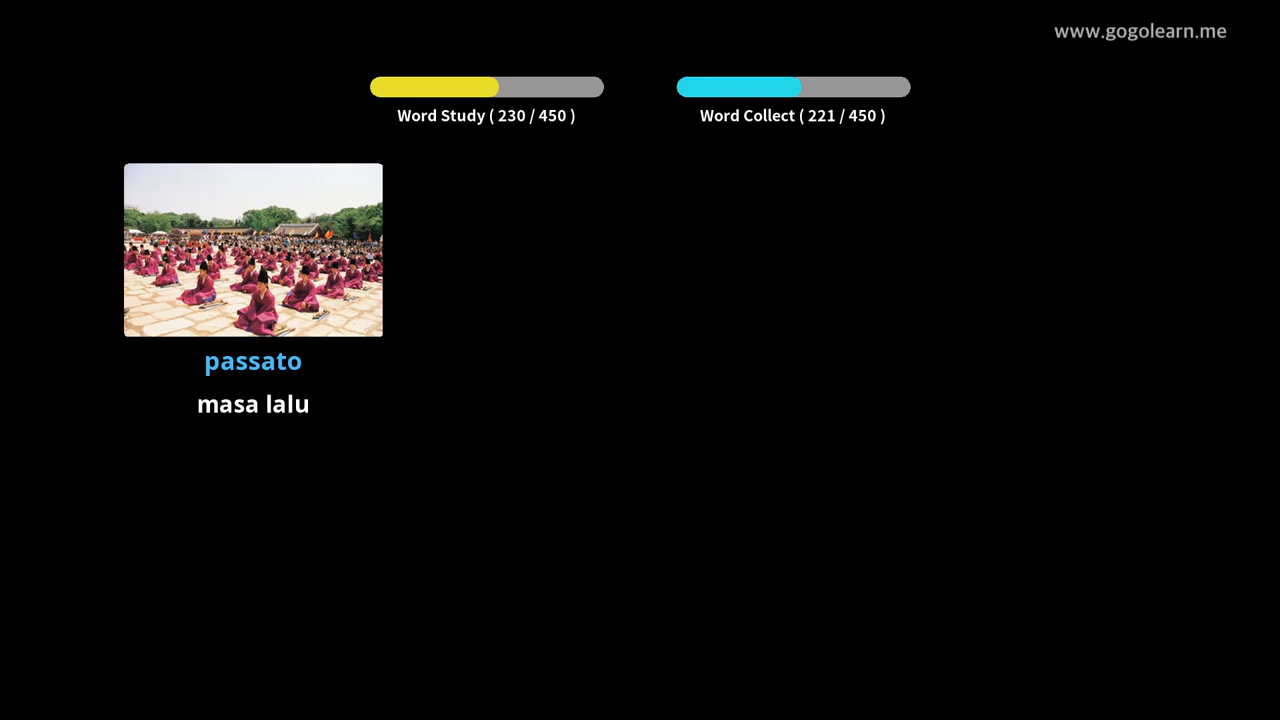 www.gogolearn.me
Word Study ( 230 / 450 )
Word Collect ( 221 / 450 )
passato
masa lalu